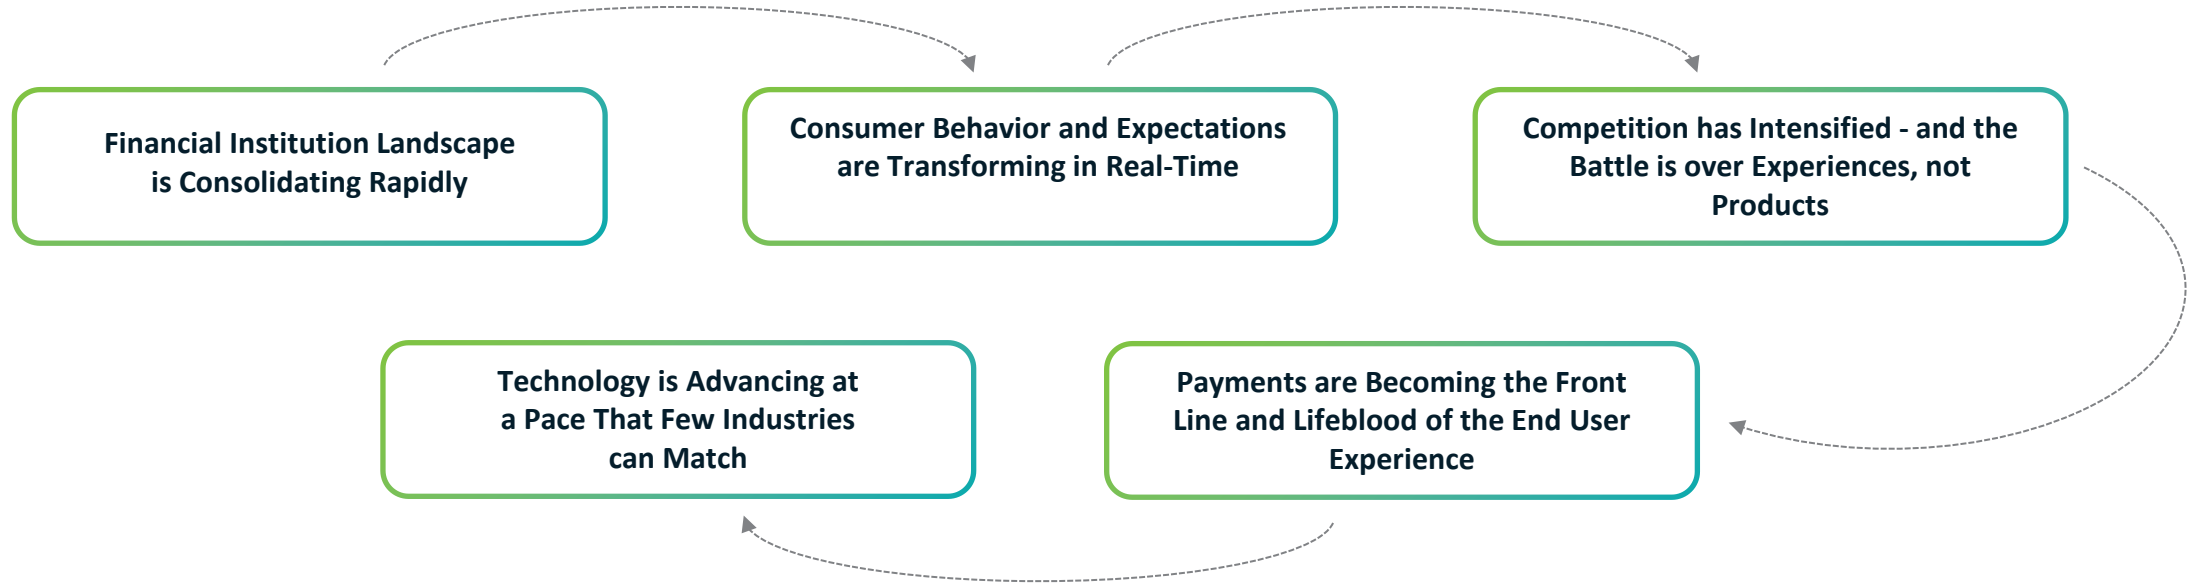 Financial Institution Landscape
is Consolidating Rapidly
Consumer Behavior and Expectations
are Transforming in Real-Time
Competition has Intensified - and the
Battle is over Experiences, not
Products
Payments are Becoming the Front
Line and Lifeblood of the End User
Experience
Technology is Advancing at
a Pace That Few Industries
can Match